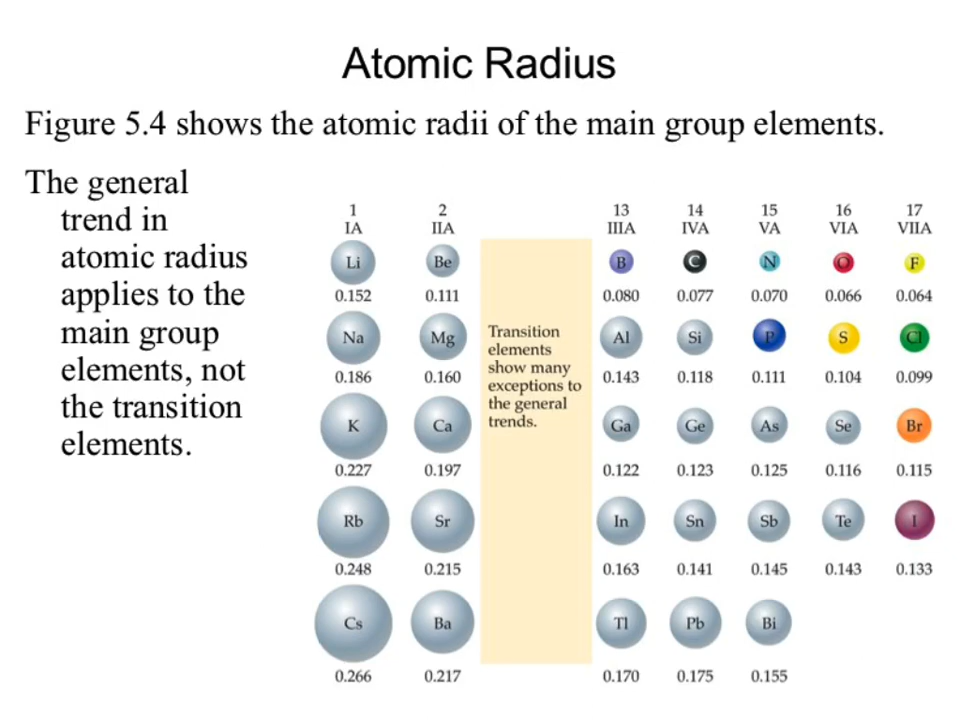 Atomic Radius
Figure 5.4 shows the atomic radii of the main group elements.
The general
trend in
atomic radius
applies to the
main group
elements, not
the transition
elements.
1 2 13 14 15 16 17
IA IIA IIIA IVA VA VIA VIIA
Li Be B C N O F
0.152 0.111 0.080 0.077 0.070 0.066 0.064
Na Mg Al Si P S Cl
0.186 0.160 0.143 0.118 0.111 0.104 0.099
Transition
elements
show many
exceptions to
the general
trends.
K Ca Ga Ge As Se Br
0.227 0.197 0.122 0.123 0.125 0.116 0.115
Rb Sr In Sn Sb Te I
0.248 0.215 0.163 0.141 0.145 0.143 0.133
Cs Ba Tl Pb Bi
0.266 0.217 0.170 0.175 0.155